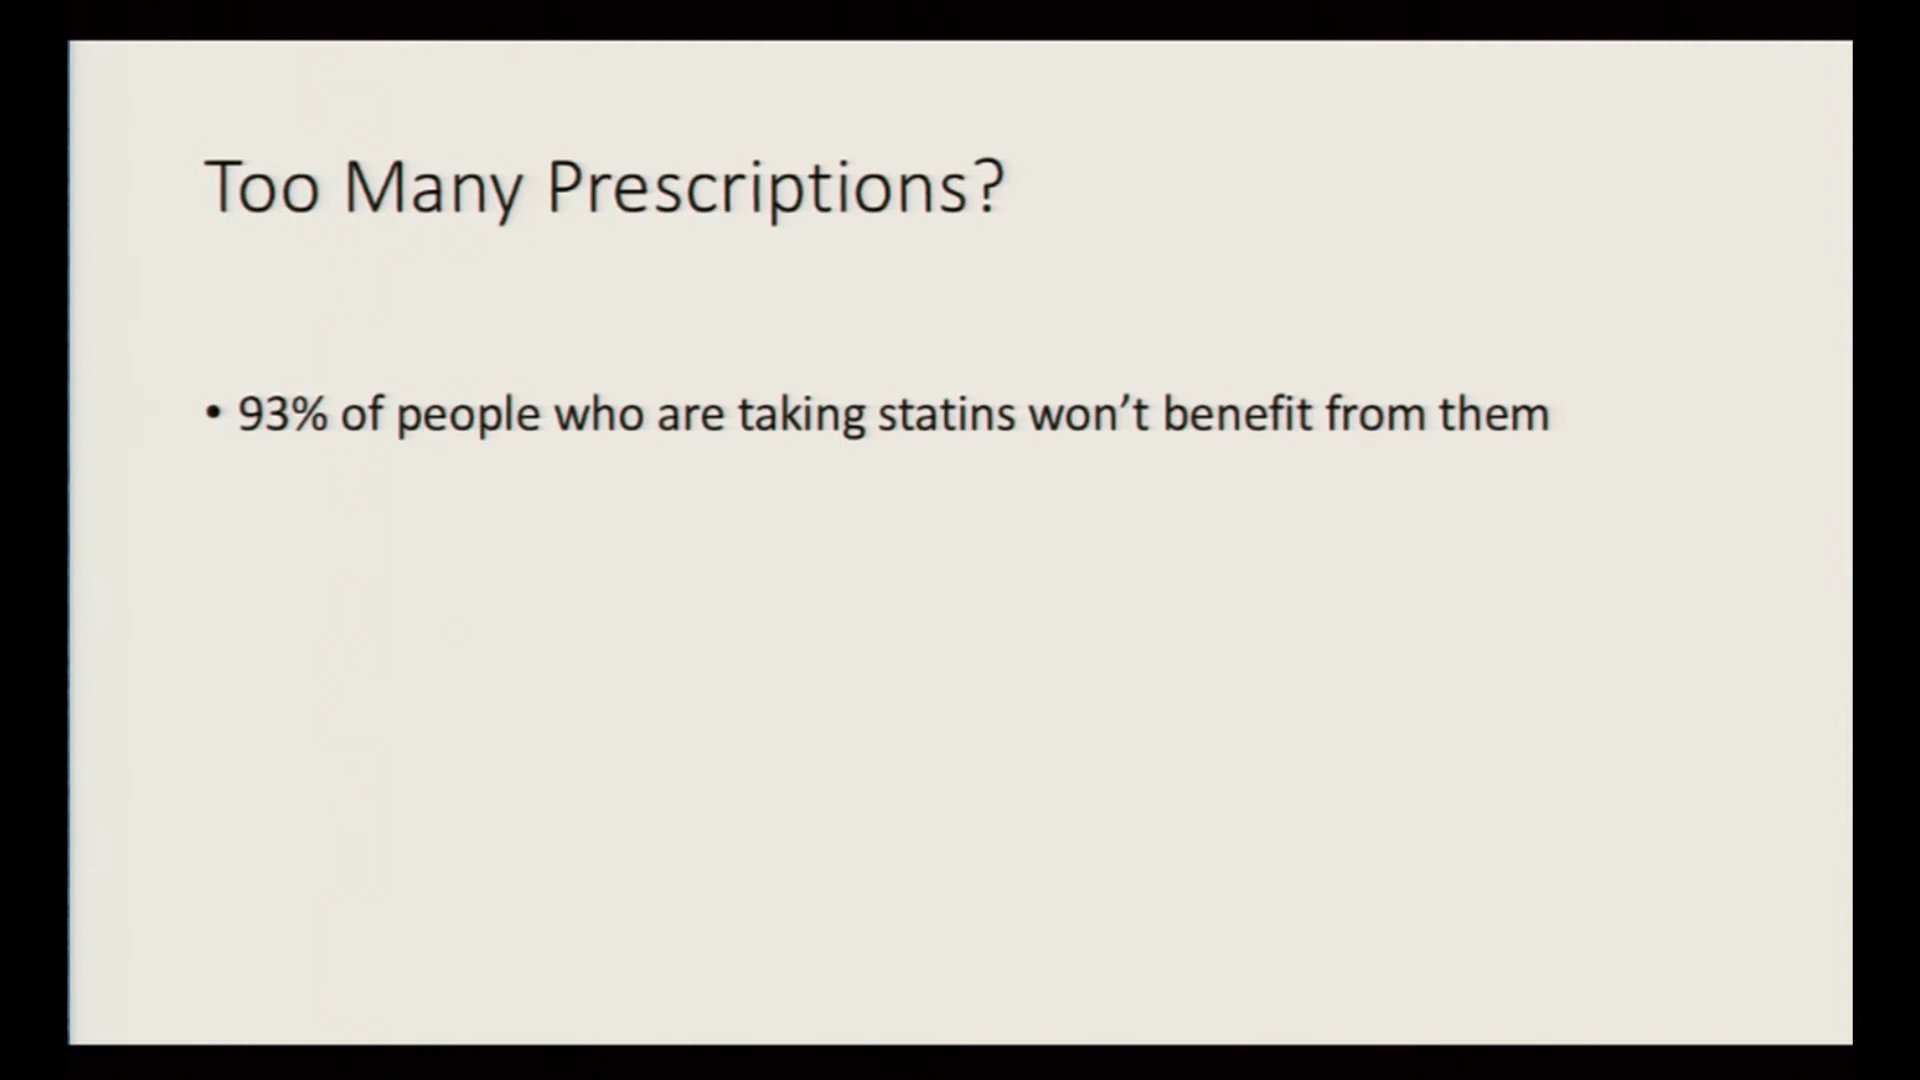 Too Many Prescriptions?
• 93% of people who are taking statins won’t benefit from them